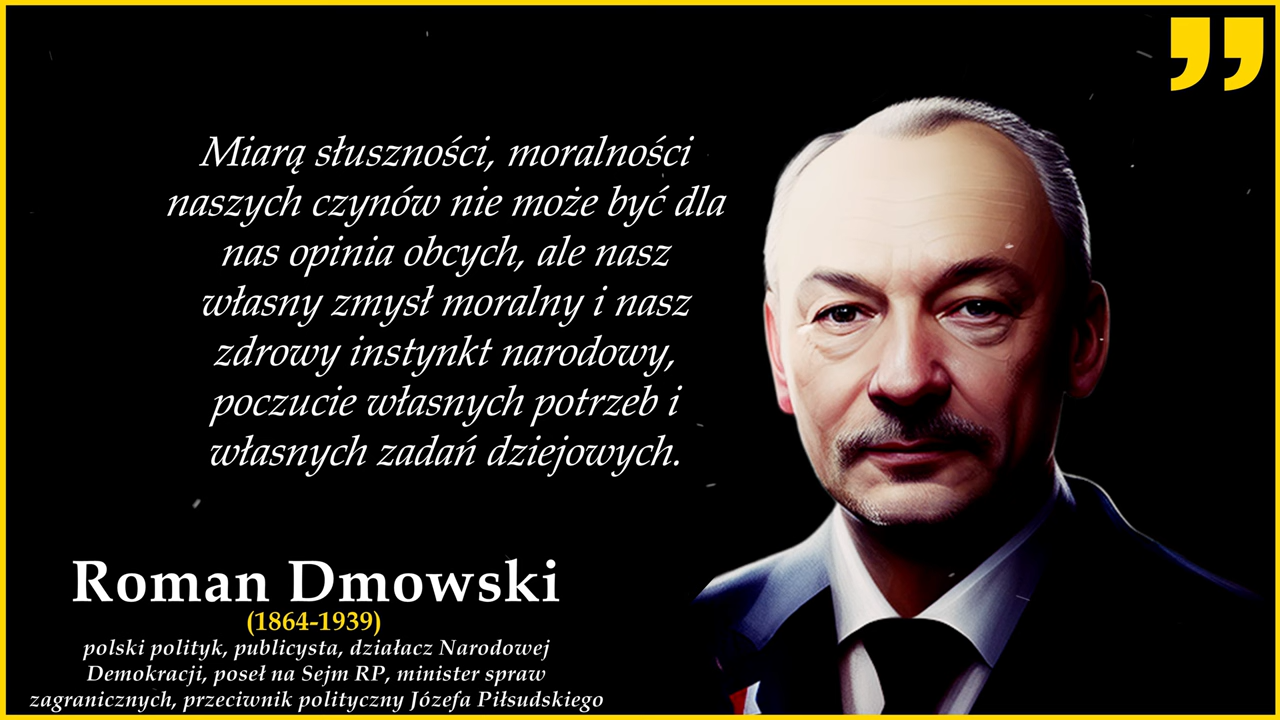 Miarą słuszności, moralności
naszych czynów nie może być dla
nas opinia obcych, ale nasz
własny zmysł moralny i nasz
zdrowy instynkt narodowy,
poczucie własnych potrzeb i
własnych zadań dziejowych.
Roman Dmowski
(1864-1939)
polski polityk, publicysta, działacz Narodowej
Demokracji, poseł na Sejm RP, minister spraw
zagranicznych, przeciwnik polityczny Józefa Piłsudskiego